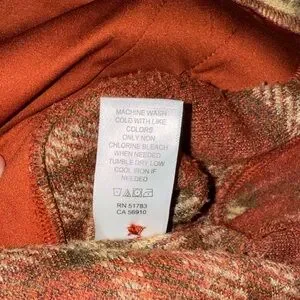 MACHINE WASH
COLD WITH LIKE
COLORS
ONLY NON
CHLORINE BLEACH
WHEN NEEDED
TUMBLE DRY LOW
COOL IRON IF
NEEDED
RN 51783
CA 56910